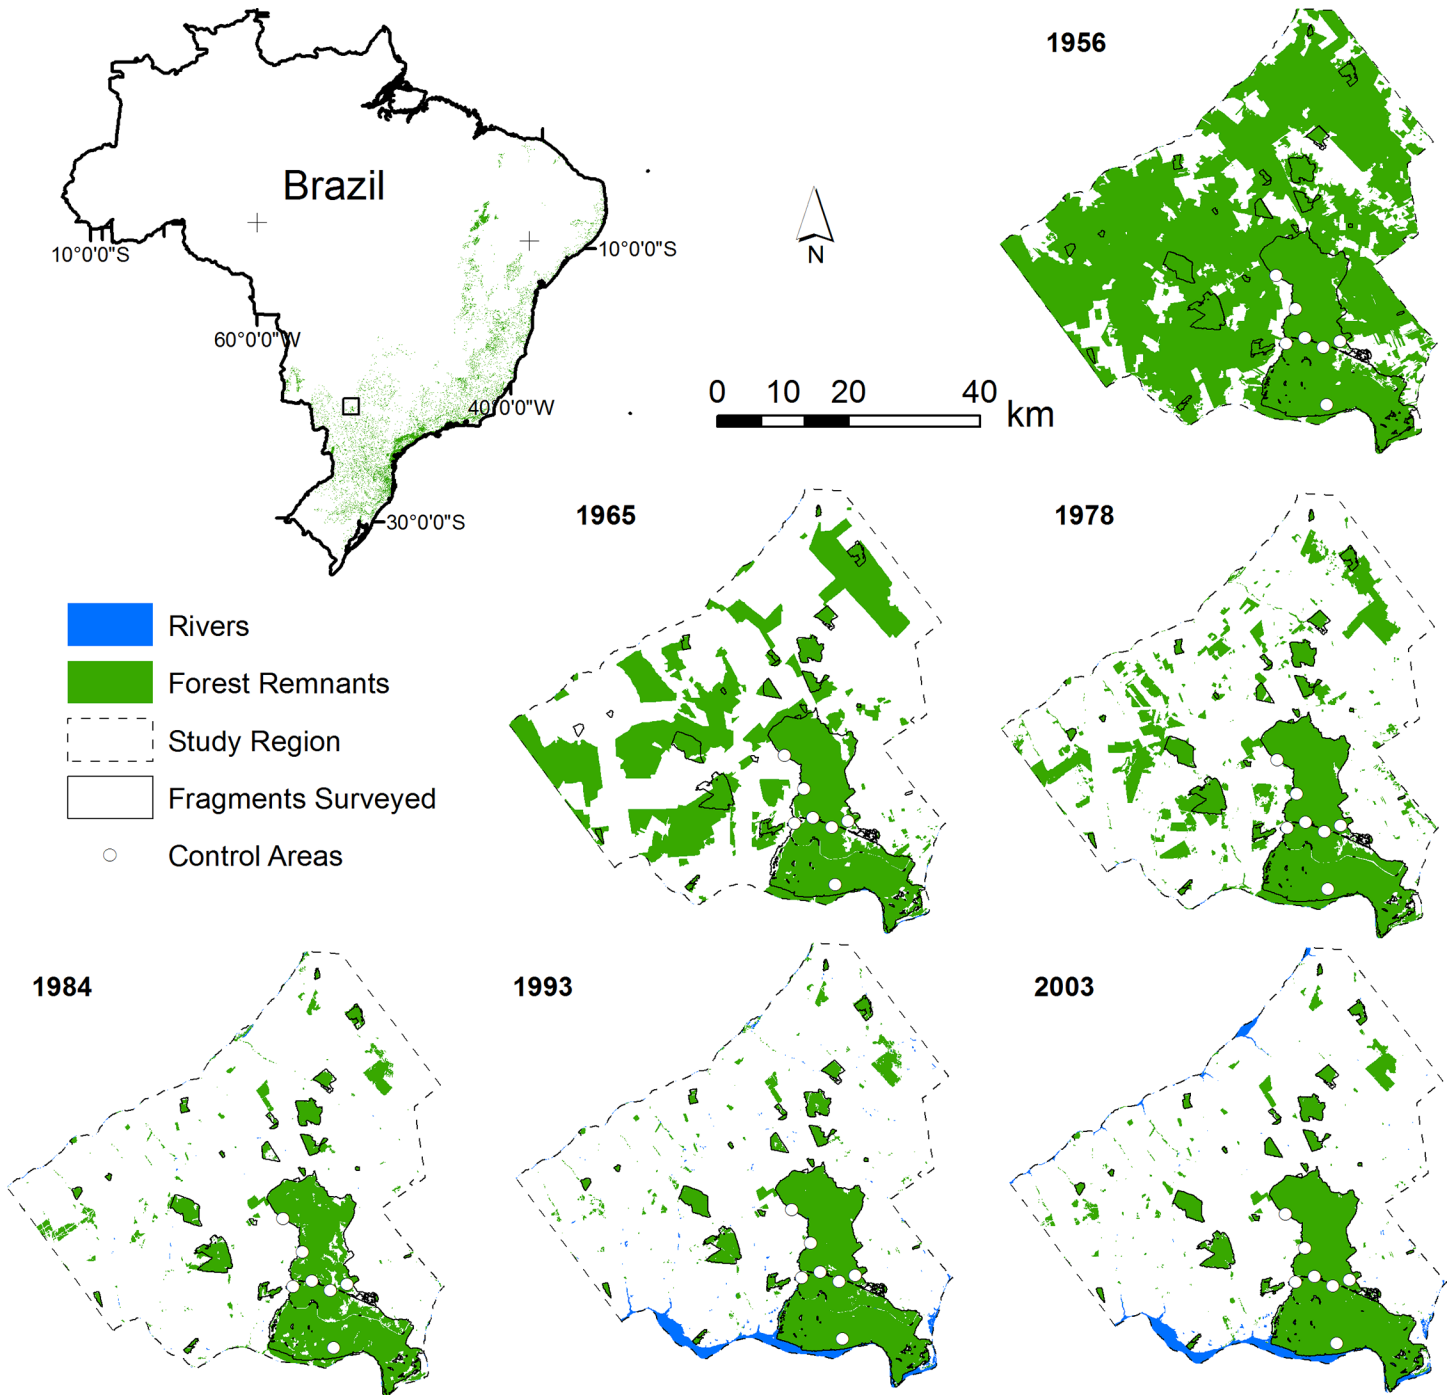 1956
Brazil
10°0'0"S
10°0'0"S
N
60°0'0"W
40°0'0"W
0 10 20 40
km
30°0'0"S
1965
1978
Rivers
Forest Remnants
Study Region
Fragments Surveyed
Control Areas
1984
1993
2003